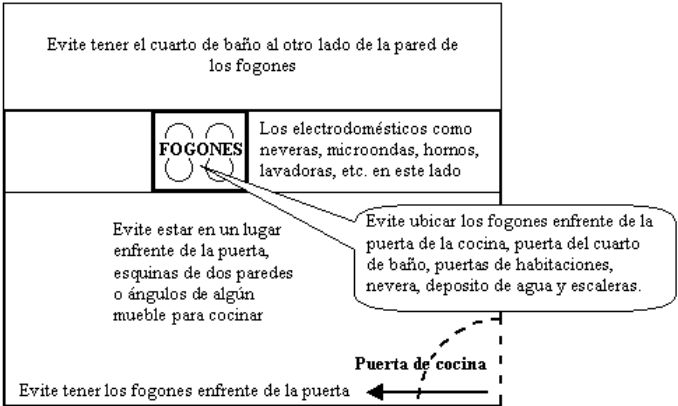 Evite tener el cuarto de baño al otro lado de la pared de
los fogones
FOGONES
Los electrodomésticos como
neveras, microondas, hornos,
lavadoras, etc. en este lado
Evite ubicar los fogones enfrente de la
puerta de la cocina, puerta del cuarto
de baño, puertas de habitaciones,
nevera, deposito de agua y escaleras.
Evite estar en un lugar
enfrente de la puerta,
esquinas de dos paredes
o ángulos de algún
mueble para cocinar
Puerta de cocina
Evite tener los fogones enfrente de la puerta